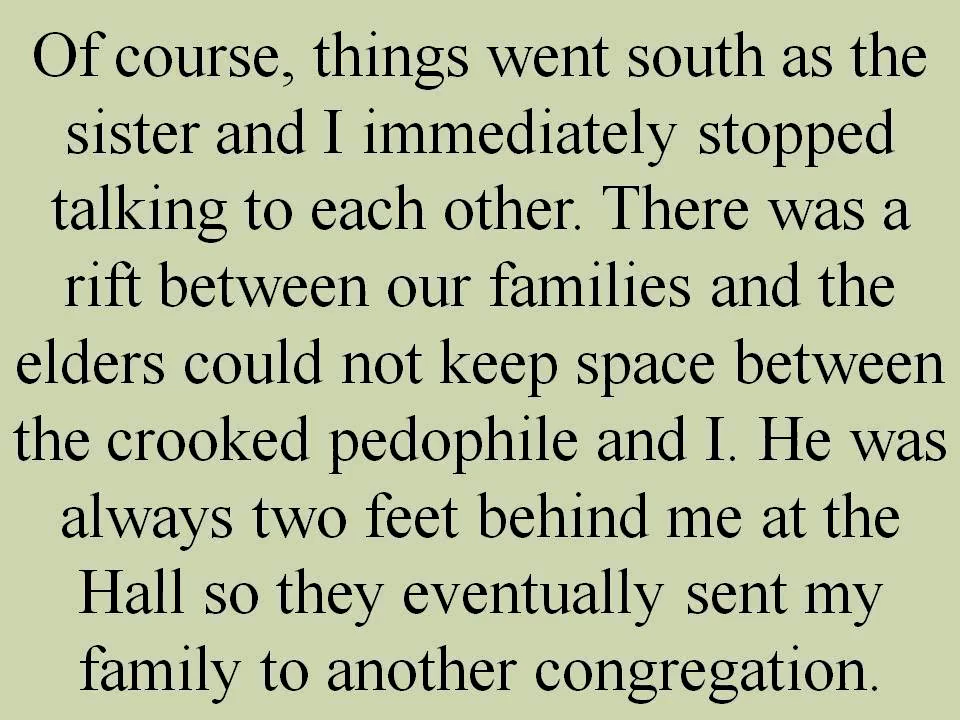 Of course, things went south as the
sister and I immediately stopped
talking to each other. There was a
rift between our families and the
elders could not keep space between
the crooked pedophile and I. He was
always two feet behind me at the
Hall so they eventually sent my
family to another congregation.